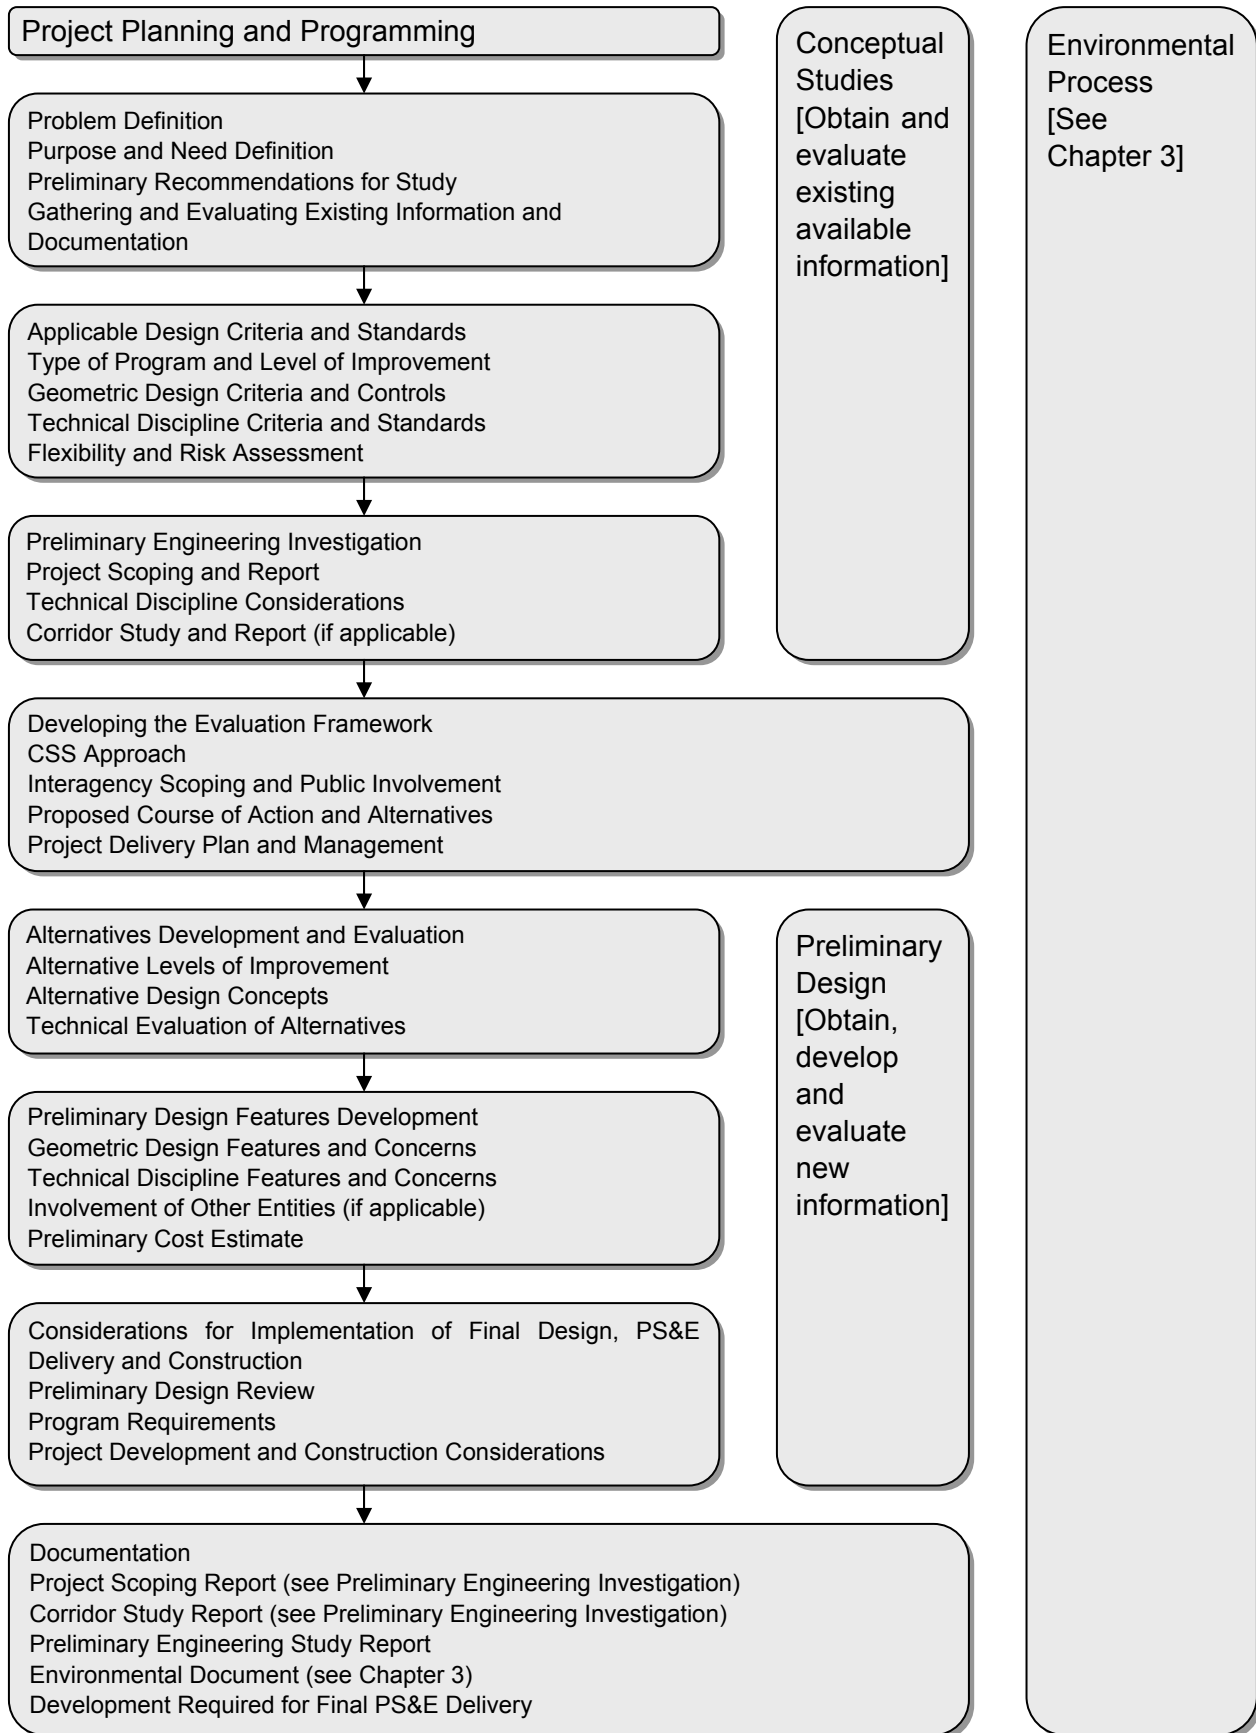 Project Planning and Programming
Problem Definition
Purpose and Need Definition
Preliminary Recommendations for Study
Gathering and Evaluating Existing Information and
Documentation
Applicable Design Criteria and Standards
Type of Program and Level of Improvement
Geometric Design Criteria and Controls
Technical Discipline Criteria and Standards
Flexibility and Risk Assessment
Preliminary Engineering Investigation
Project Scoping and Report
Technical Discipline Considerations
Corridor Study and Report (if applicable)
Conceptual
Studies
[Obtain and
evaluate
existing
available
information]
Environmental
Process
[See
Chapter 3]
Developing the Evaluation Framework
CSS Approach
Interagency Scoping and Public Involvement
Proposed Course of Action and Alternatives
Project Delivery Plan and Management
Alternatives Development and Evaluation
Alternative Levels of Improvement
Alternative Design Concepts
Technical Evaluation of Alternatives
Preliminary Design Features Development
Geometric Design Features and Concerns
Technical Discipline Features and Concerns
Involvement of Other Entities (if applicable)
Preliminary Cost Estimate
Considerations for Implementation of Final Design, PS&E
Delivery and Construction
Preliminary Design Review
Program Requirements
Project Development and Construction Considerations
Preliminary
Design
[Obtain,
develop
and
evaluate
new
information]
Documentation
Project Scoping Report (see Preliminary Engineering Investigation)
Corridor Study Report (see Preliminary Engineering Investigation)
Preliminary Engineering Study Report
Environmental Document (see Chapter 3)
Development Required for Final PS&E Delivery